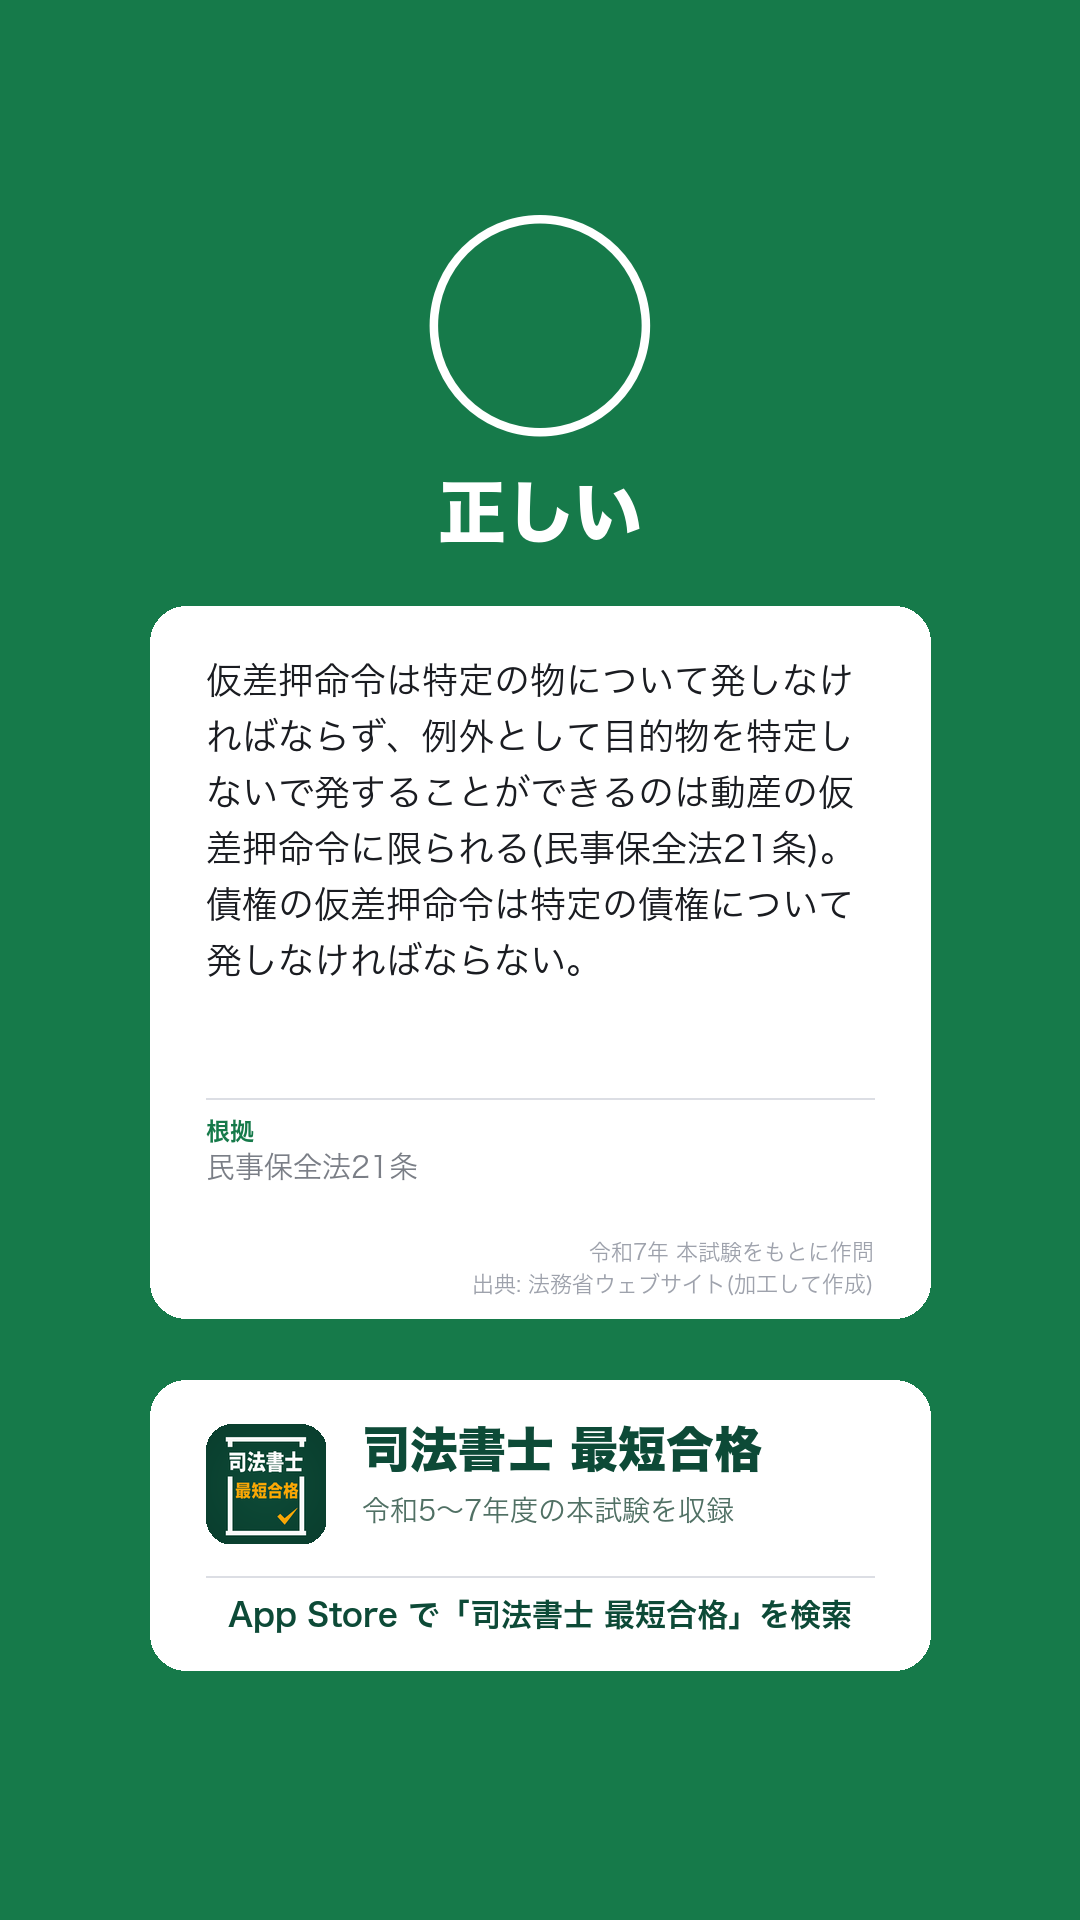 正しい
仮差押命令は特定の物について発しなけ
ればならず、例外として目的物を特定し
ないで発することができるのは動産の仮
差押命令に限られる(民事保全法21条)。
債権の仮差押命令は特定の債権について
発しなければならない。
根拠
民事保全法21条
令和7年 本試験をもとに作問
出典: 法務省ウェブサイト(加工して作成)
司法書士
最短合格
司法書士 最短合格
令和5〜7年度の本試験を収録
App Store で「司法書士 最短合格」を検索